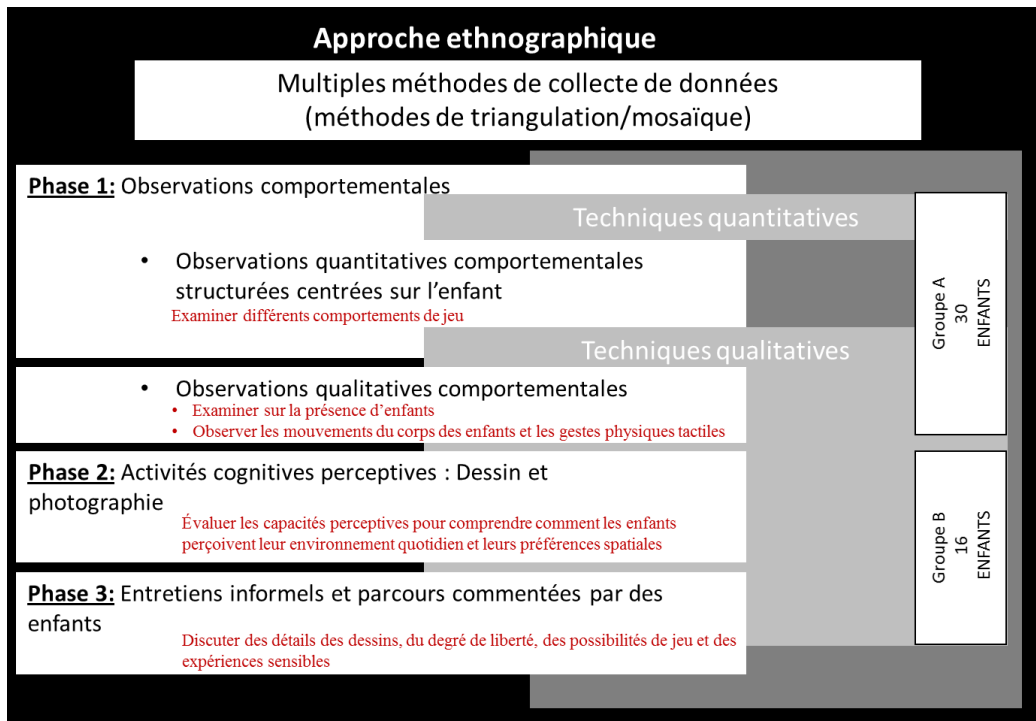 Approche ethnographique
Multiples méthodes de collecte de données
(méthodes de triangulation/mosaïque)
Phase 1: Observations comportementales
Techniques quantitatives
• Observations quantitatives comportementales
structurées centrées sur l'enfant
Examiner différents comportements de jeu
Techniques qualitatives
• Observations qualitatives comportementales
• Examiner sur la présence d'enfants
• Observer les mouvements du corps des enfants et les gestes physiques tactiles
Groupe A
30
ENFANTS
Phase 2: Activités cognitives perceptives : Dessin et
photographie
Évaluer les capacités perceptives pour comprendre comment les enfants
perçoivent leur environnement quotidien et leurs préférences spatiales
Phase 3: Entretiens informels et parcours commentées par des
enfants
Discuter des détails des dessins, du degré de liberté, des possibilités de jeu et des
expériences sensibles
Groupe B
16
ENFANTS